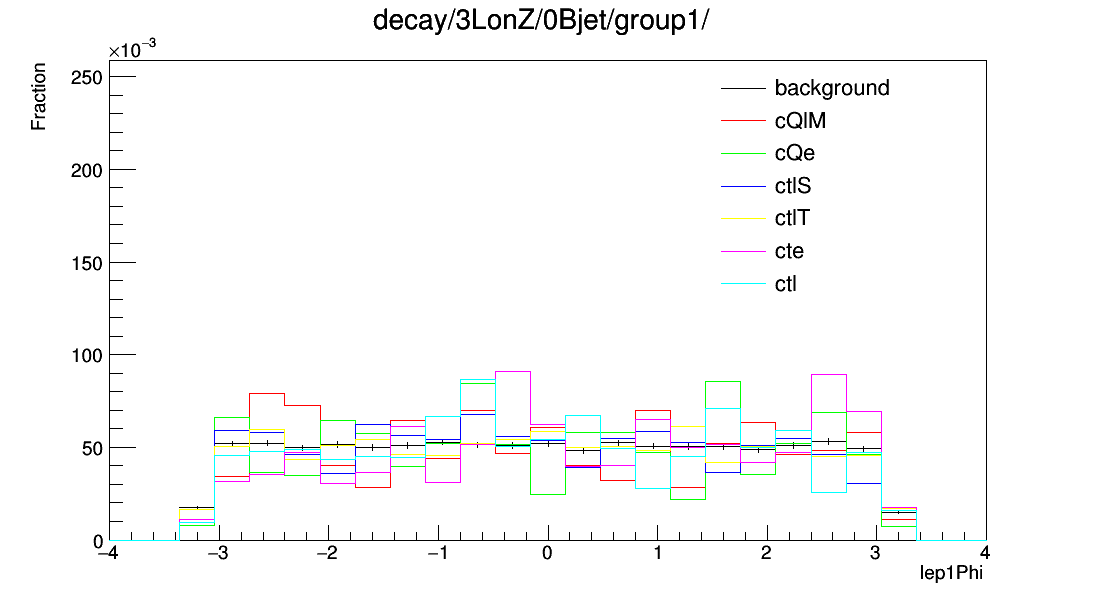 decay/3LonZ/0Bjet/group1/
×10⁻³
Fraction
250
200
150
100
50
0
background
cQlM
cQe
ctlS
ctlT
cte
ctl
−4 −3 −2 −1 0 1 2 3 4
lep1Phi